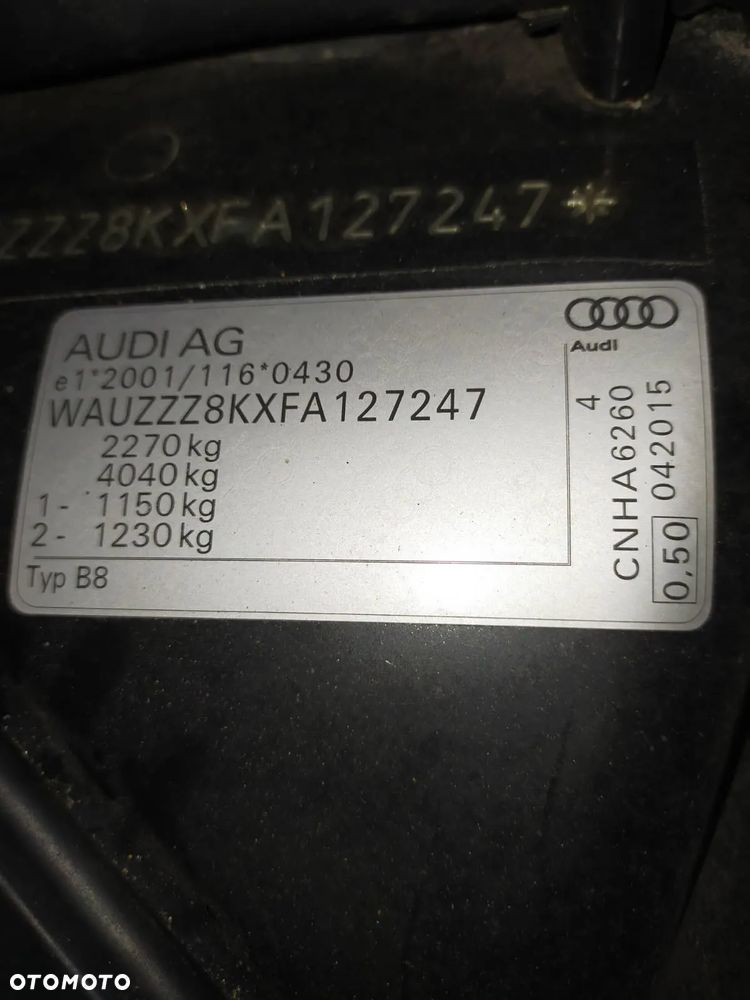 ZZZ8KXFA127247*
AUDI AG
e1*2001/116*0430
WAUZZZ8KXFA127247
2270 kg
4040 kg
1- 1150 kg
2- 1230 kg
Typ B8
Audi
4
CNHA6260
0,50 042015
OTOMOTO
OTOMOTO